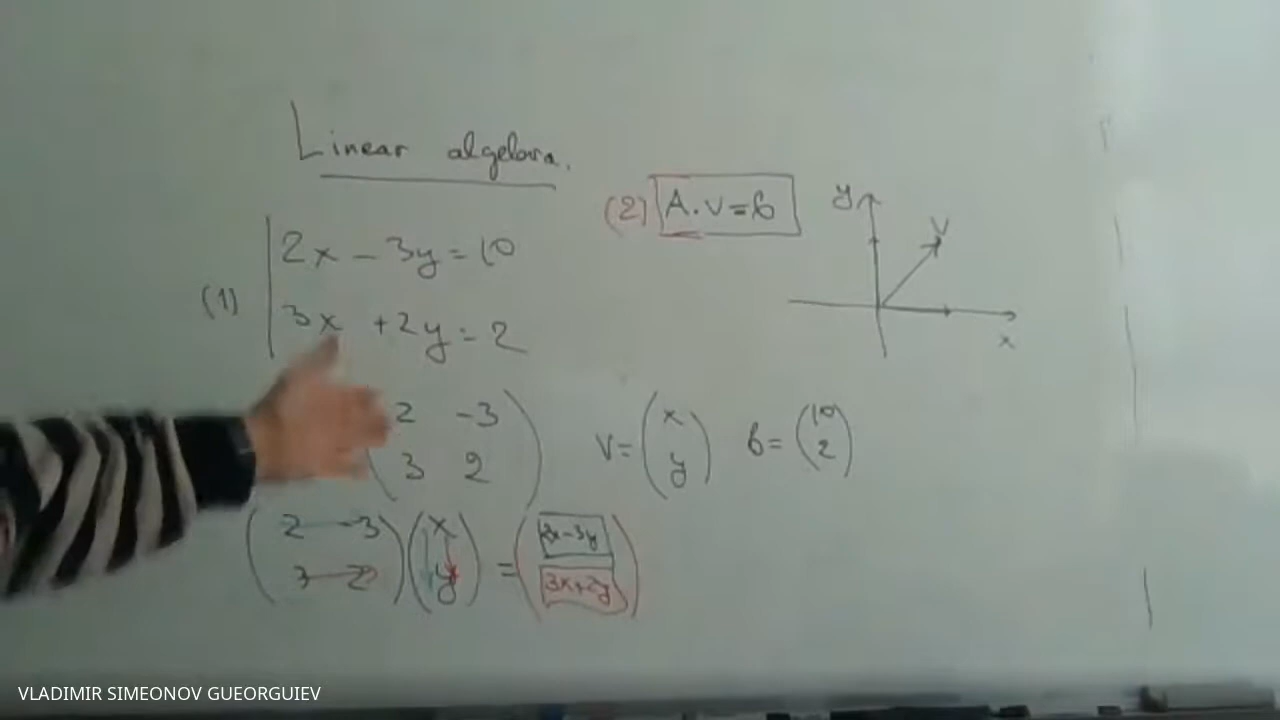 Linear algebra.
(1)
2x - 3y = 10
3x + 2y = 2
(2) A.v=b
y
v
x
( 2 -3
3 2 )
v= ( x
y )
b= ( 10
2 )
( 2 -3
3 2 ) ( x
y ) = ( 2x-3y
3x+2y )
VLADIMIR SIMEONOV GUEORGUIEV